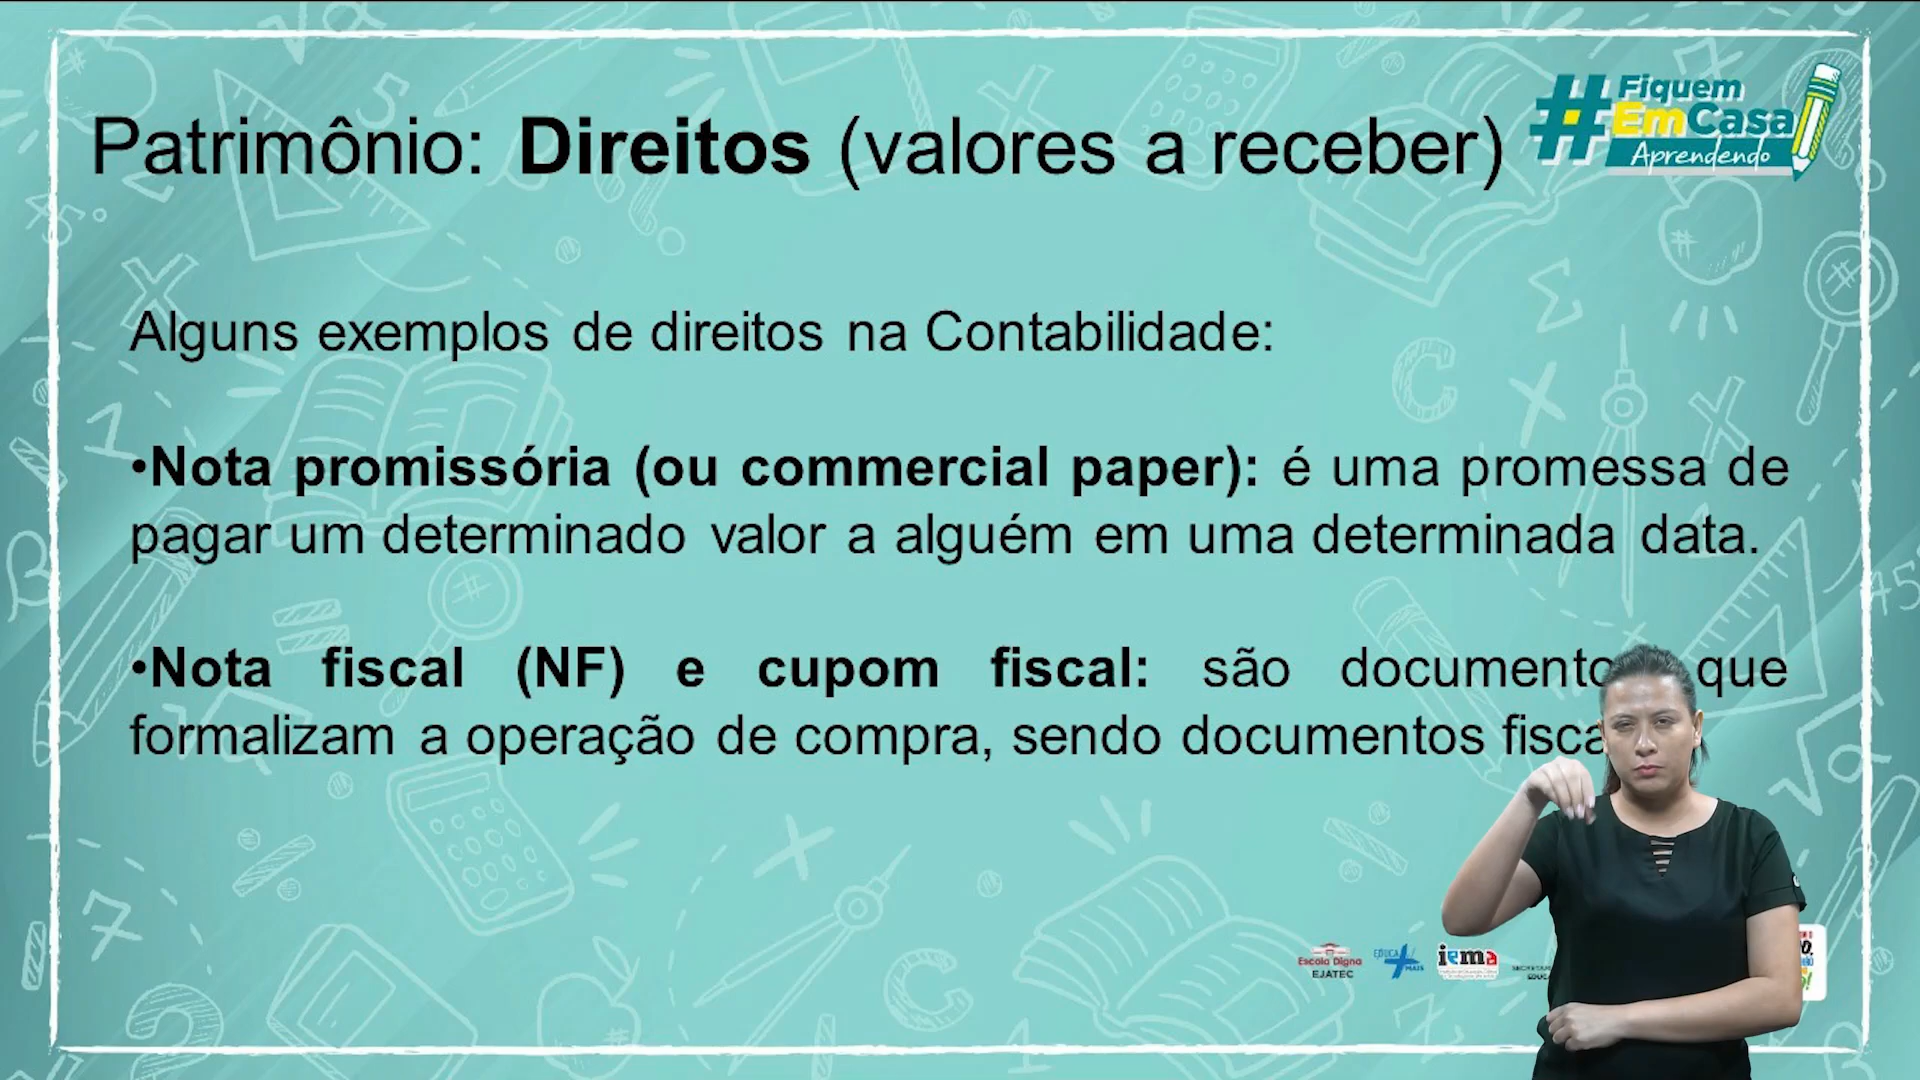 Patrimônio: Direitos (valores a receber)
#Fiquem
EmCasa
Aprendendo
Alguns exemplos de direitos na Contabilidade:
•Nota promissória (ou commercial paper): é uma promessa de
pagar um determinado valor a alguém em uma determinada data.
•Nota fiscal (NF) e cupom fiscal: são que
formalizam a operação de compra, sendo documentos
Escola Digna
EJATEC
EDUCA
MAIS
iema